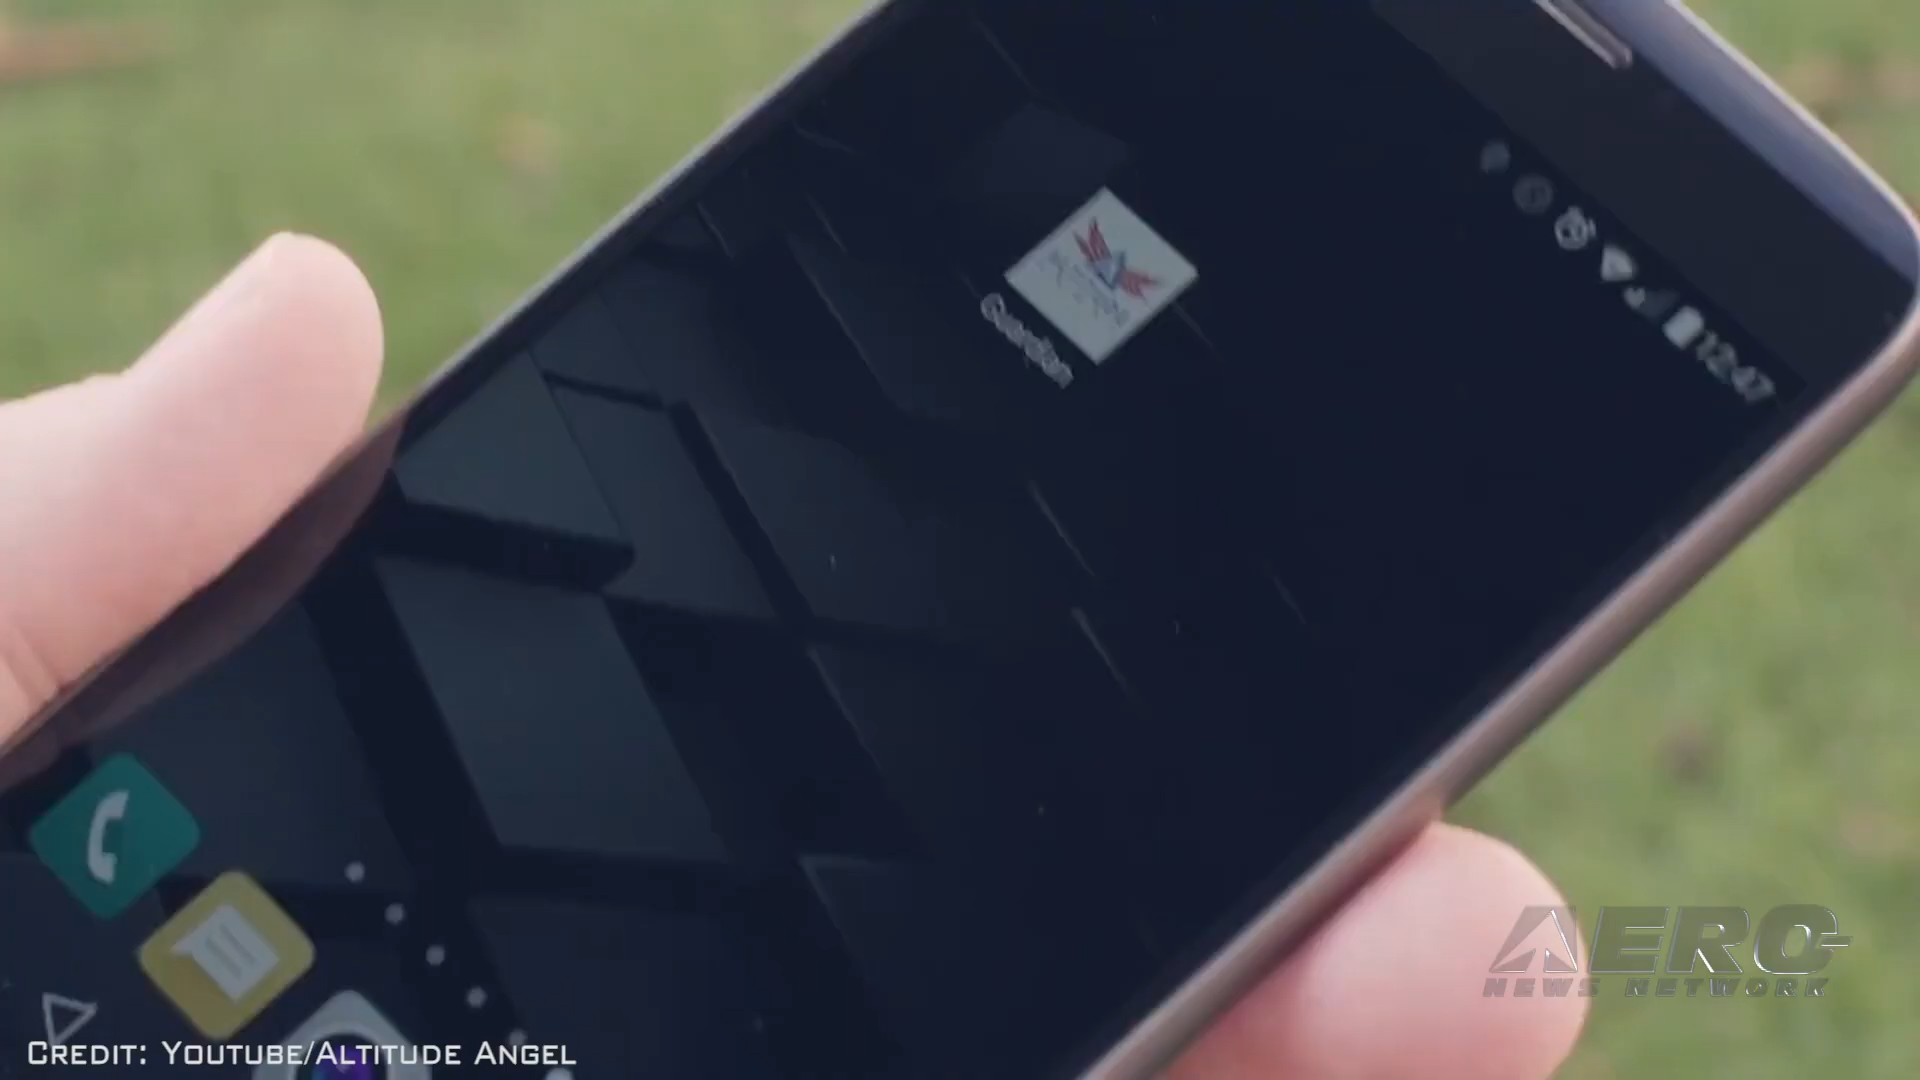 12:47
Guardian
AERO
NEWS NETWORK
CREDIT: YOUTUBE/ALTITUDE ANGEL